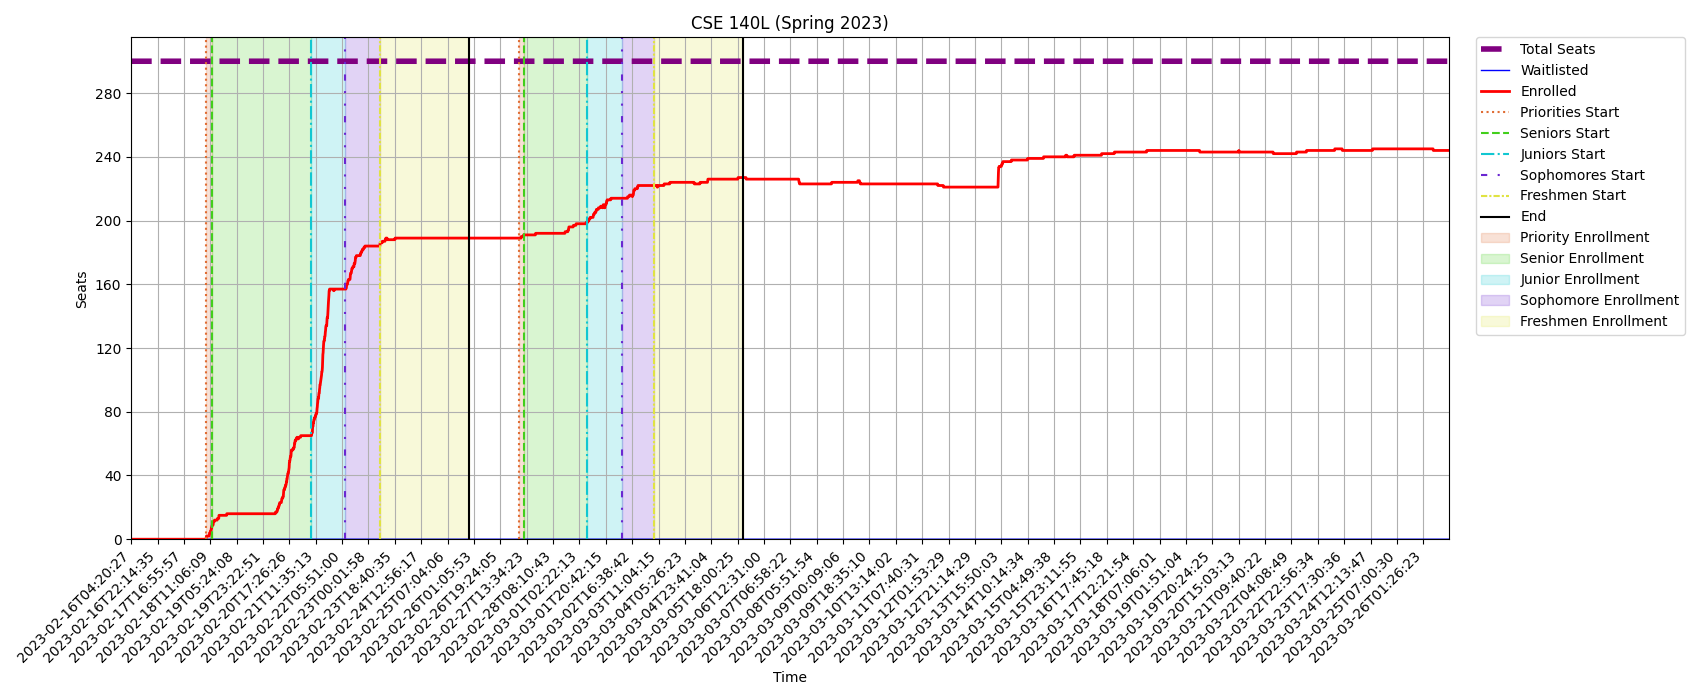 CSE 140L (Spring 2023)
Seats
280
240
200
160
120
80
40
0
2023-02-16T04:20:27
2023-02-16T22:14:35
2023-02-17T16:55:57
2023-02-18T11:06:09
2023-02-19T05:24:08
2023-02-19T23:22:51
2023-02-20T17:26:26
2023-02-21T11:35:13
2023-02-22T05:51:00
2023-02-23T00:01:58
2023-02-23T18:40:35
2023-02-24T12:56:17
2023-02-25T07:04:06
2023-02-26T01:05:53
2023-02-26T19:24:05
2023-02-27T13:34:23
2023-02-28T08:10:43
2023-03-01T02:22:13
2023-03-01T20:42:15
2023-03-02T16:38:42
2023-03-03T11:04:15
2023-03-04T05:26:23
2023-03-04T23:41:04
2023-03-05T18:00:25
2023-03-06T12:31:00
2023-03-07T06:58:22
2023-03-08T05:51:54
2023-03-09T00:09:06
2023-03-09T18:35:10
2023-03-10T13:14:02
2023-03-11T07:40:31
2023-03-12T01:53:29
2023-03-12T21:14:29
2023-03-13T15:50:03
2023-03-14T10:14:34
2023-03-15T04:49:38
2023-03-15T23:11:55
2023-03-16T17:45:18
2023-03-17T12:21:54
2023-03-18T07:06:01
2023-03-19T01:51:04
2023-03-19T20:24:25
2023-03-20T15:03:13
2023-03-21T09:40:22
2023-03-22T04:08:49
2023-03-22T22:56:34
2023-03-23T17:30:36
2023-03-24T12:13:47
2023-03-25T07:00:30
2023-03-26T01:26:23
Time
Total Seats
Waitlisted
Enrolled
Priorities Start
Seniors Start
Juniors Start
Sophomores Start
Freshmen Start
End
Priority Enrollment
Senior Enrollment
Junior Enrollment
Sophomore Enrollment
Freshmen Enrollment